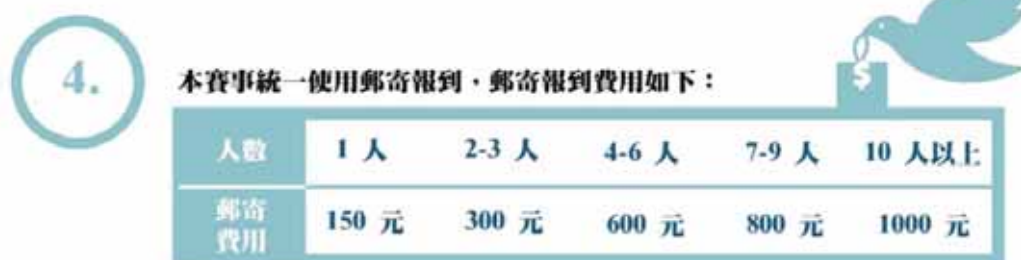 4.
$
本賽事統一使用郵寄報到，郵寄報到費用如下：
人數 1 人 2-3 人 4-6 人 7-9 人 10 人以上
郵寄費用 150 元 300 元 600 元 800 元 1000 元